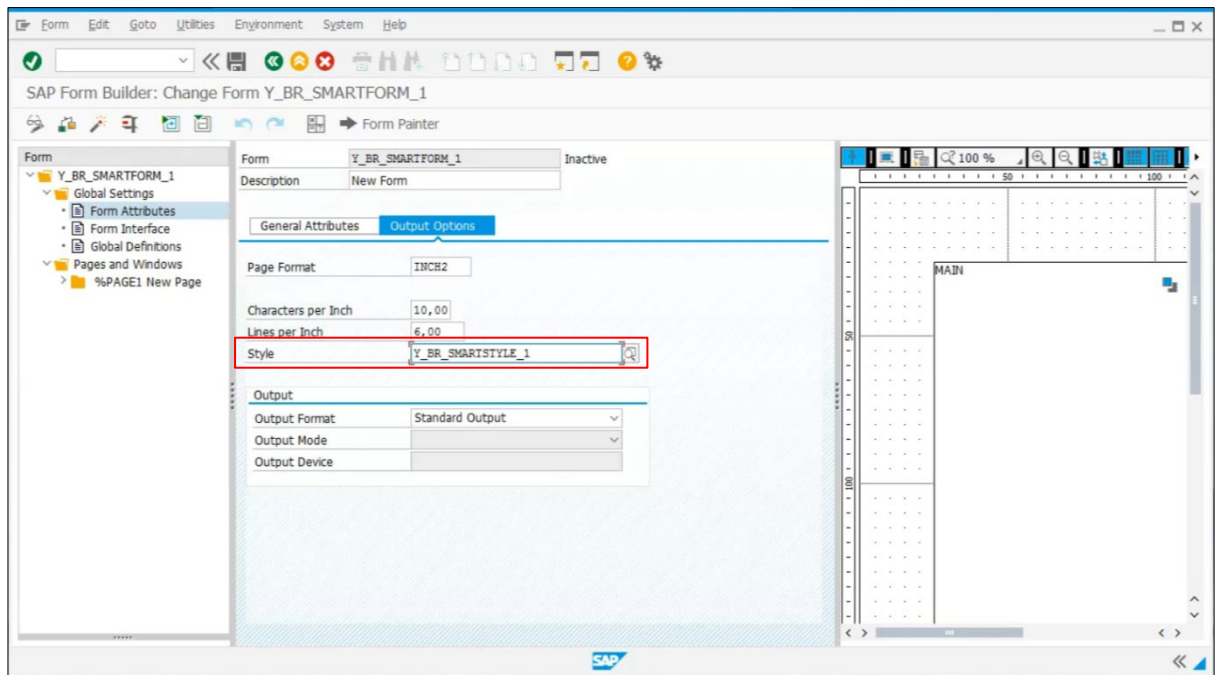 Form Edit Goto Utilities Environment System Help
SAP Form Builder: Change Form Y_BR_SMARTFORM_1
Form Painter
Form
Y_BR_SMARTFORM_1
Global Settings
Form Attributes
Form Interface
Global Definitions
Pages and Windows
%PAGE1 New Page
Form Y_BR_SMARTFORM_1 Inactive
Description New Form
General Attributes Output Options
Page Format INCH2
Characters per Inch 10,00
Lines per Inch 6,00
Style Y_BR_SMARTSTYLE_1
Output
Output Format Standard Output
Output Mode
Output Device
100 %
50 100
MAIN
50
100
SAP